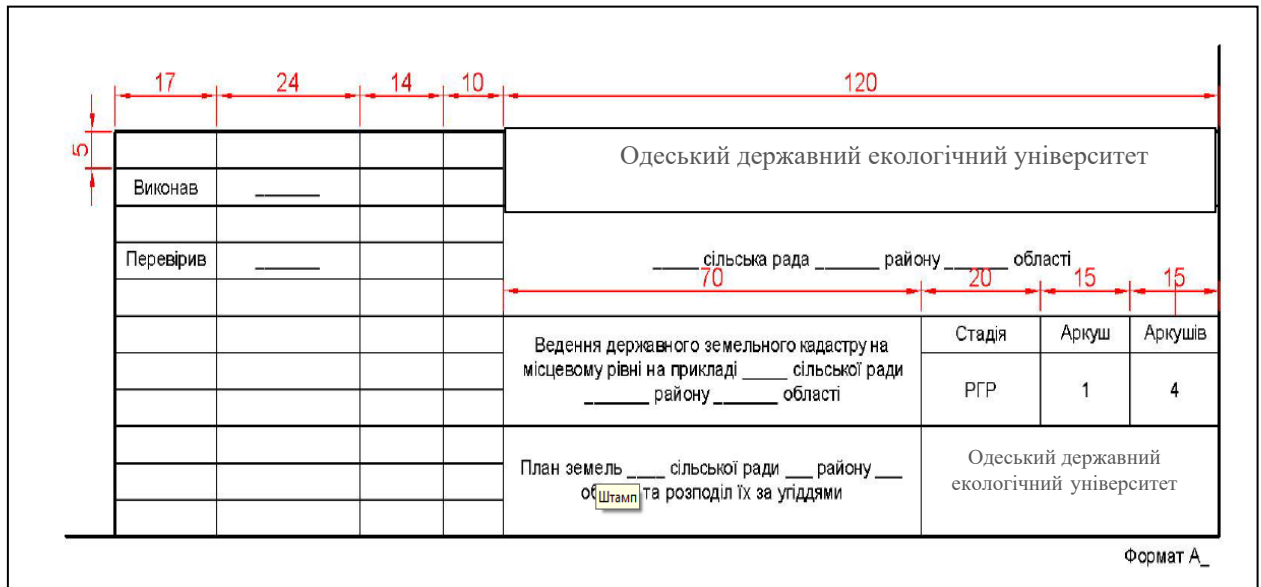 17 24 14 10 120
5
Одеський державний екологічний університет
Виконав _______
Перевірив _______
_____ сільська рада _______ району _______ області
70 20 15 15
Стадія Аркуш Аркушів
Ведення державного земельного кадастру на
місцевому рівні на прикладі _____ сільської ради
_______ району _______ області
РГР 1 4
План земель ____ сільської ради ___ району ___
Штамп та розподіл їх за угіддями
Одеський державний
екологічний університет
Формат А_